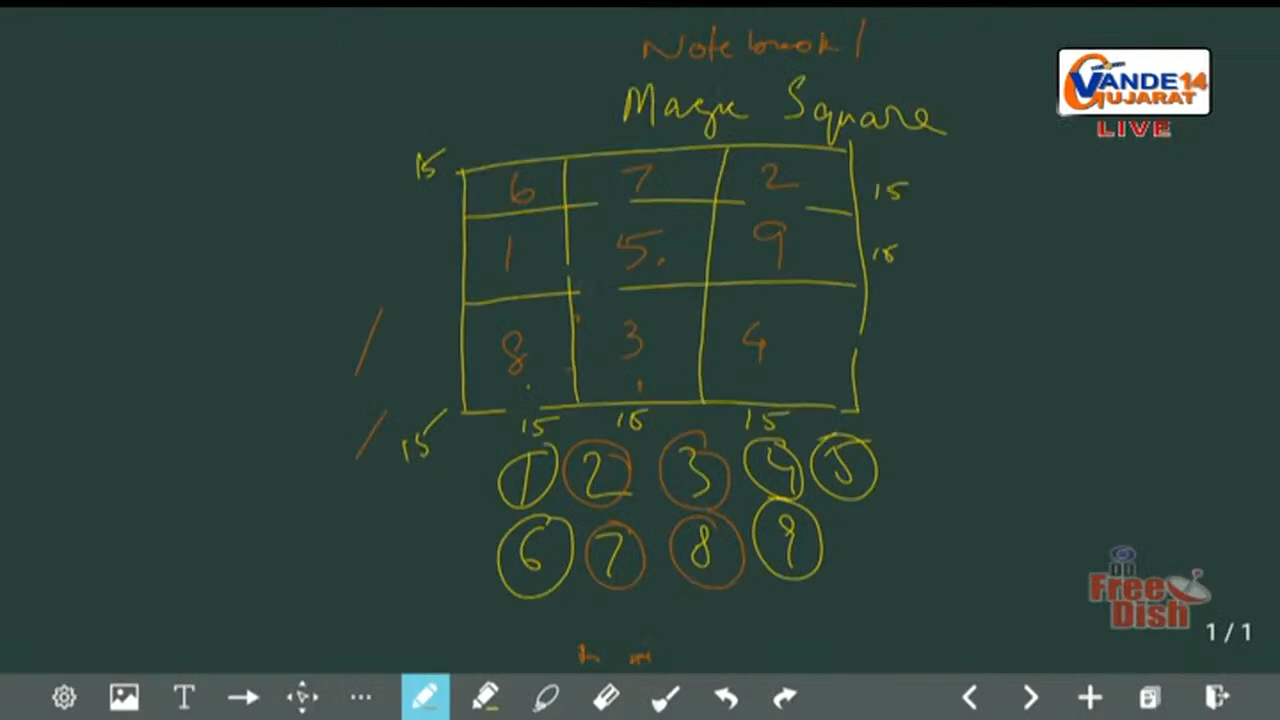 Notebook 1
VANDE 14
GUJARAT
LIVE
Magic Square
15
6 7 2 15
1 5. 9 15
8. 3 4
15 15 15 15
1 2 3 4 5
6 7 8 9
DD
Free
Dish
1/1
T